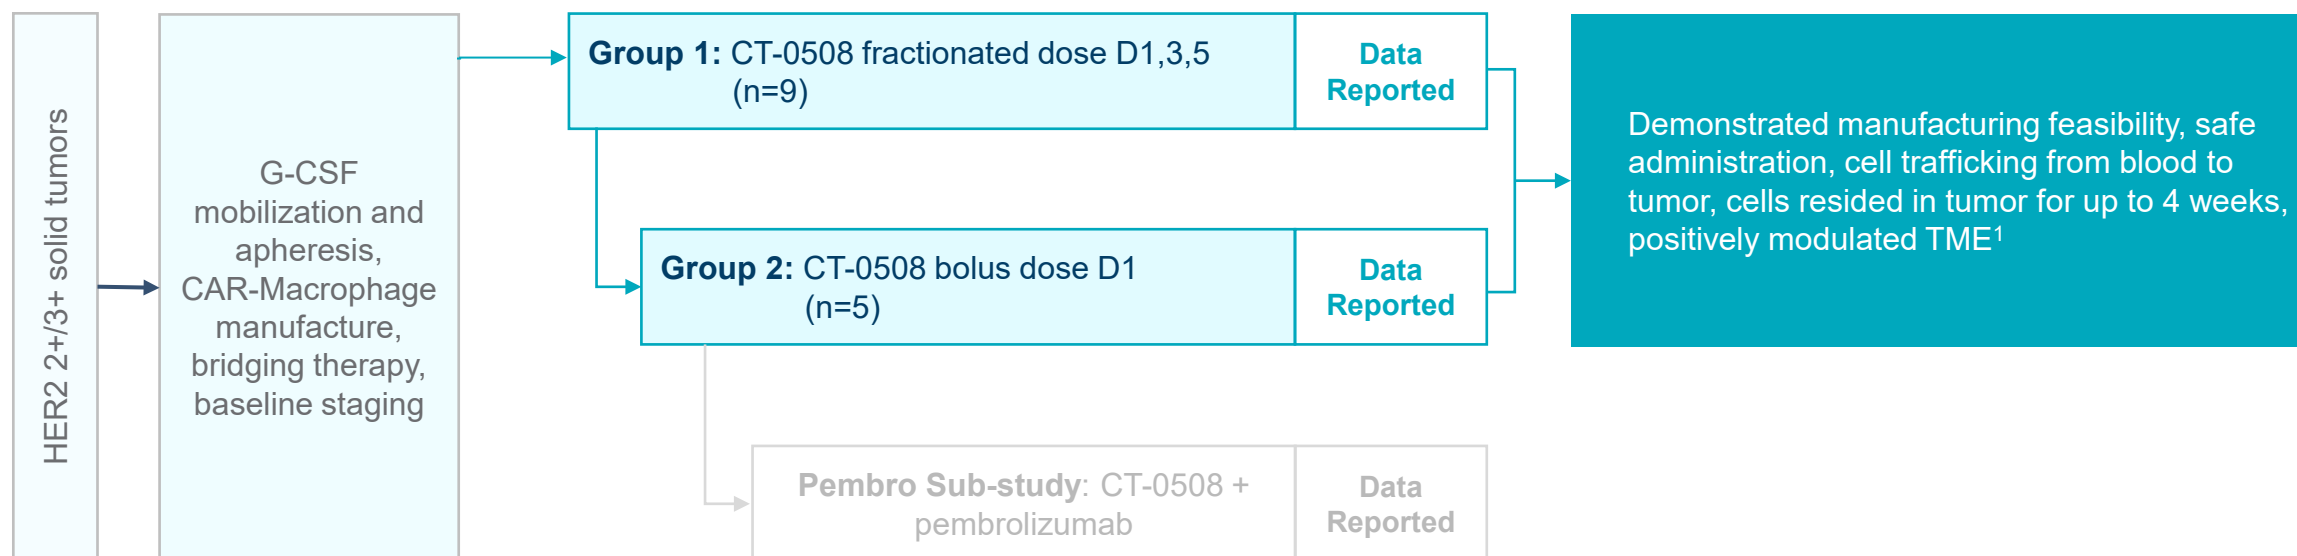 HER2 2+/3+ solid tumors
G-CSF
mobilization and
apheresis,
CAR-Macrophage
manufacture,
bridging therapy,
baseline staging
Group 1: CT-0508 fractionated dose D1,3,5
(n=9)
Data
Reported
Group 2: CT-0508 bolus dose D1
(n=5)
Data
Reported
Pembro Sub-study: CT-0508 +
pembrolizumab
Data
Reported
Demonstrated manufacturing feasibility, safe
administration, cell trafficking from blood to
tumor, cells resided in tumor for up to 4 weeks,
positively modulated TME¹